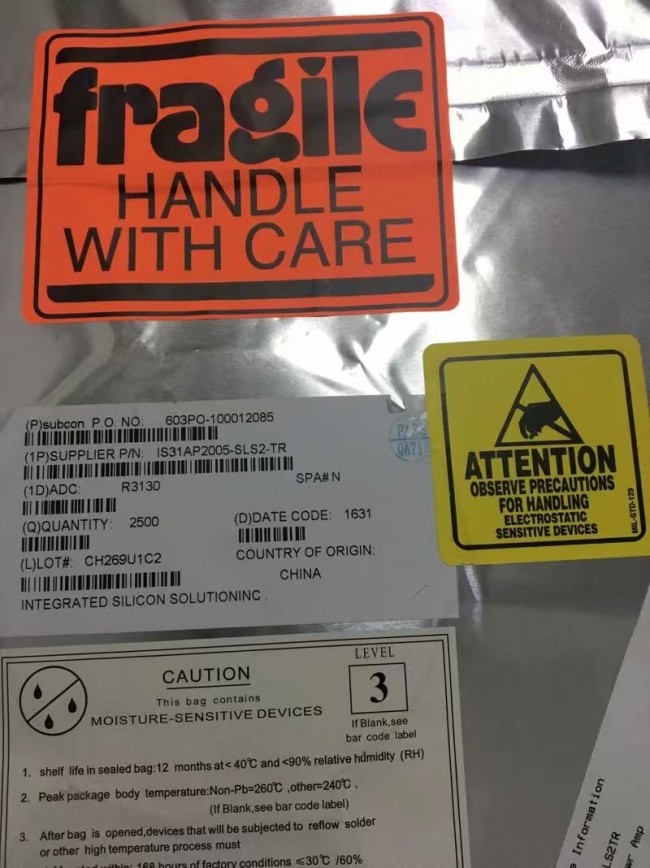 fragile
HANDLE
WITH CARE
(P)subcon P.O. NO: 603PO-100012085
(1P)SUPPLIER P/N: IS31AP2005-SLS2-TR
(1D)ADC: R3130
SPA# N
(Q)QUANTITY: 2500
(D)DATE CODE: 1631
(L)LOT#: CH269U1C2
COUNTRY OF ORIGIN:
CHINA
INTEGRATED SILICON SOLUTIONINC .
ATTENTION
OBSERVE PRECAUTIONS
FOR HANDLING
ELECTROSTATIC
SENSITIVE DEVICES
MIL-STD-129
CAUTION
This bag contains
MOISTURE-SENSITIVE DEVICES
LEVEL
3
If Blank,see
bar code label
1. shelf life in sealed bag:12 months at< 40℃ and <90% relative humidity (RH)
2. Peak package body temperature:Non-Pb=260℃ ,other=240℃ ,
(If Blank,see bar code label)
3. After bag is opened,devices that will be subjected to reflow solder
or other high temperature process must
168 hours of factory conditions ≤30℃ /60%
Information
LS2TR
Amp